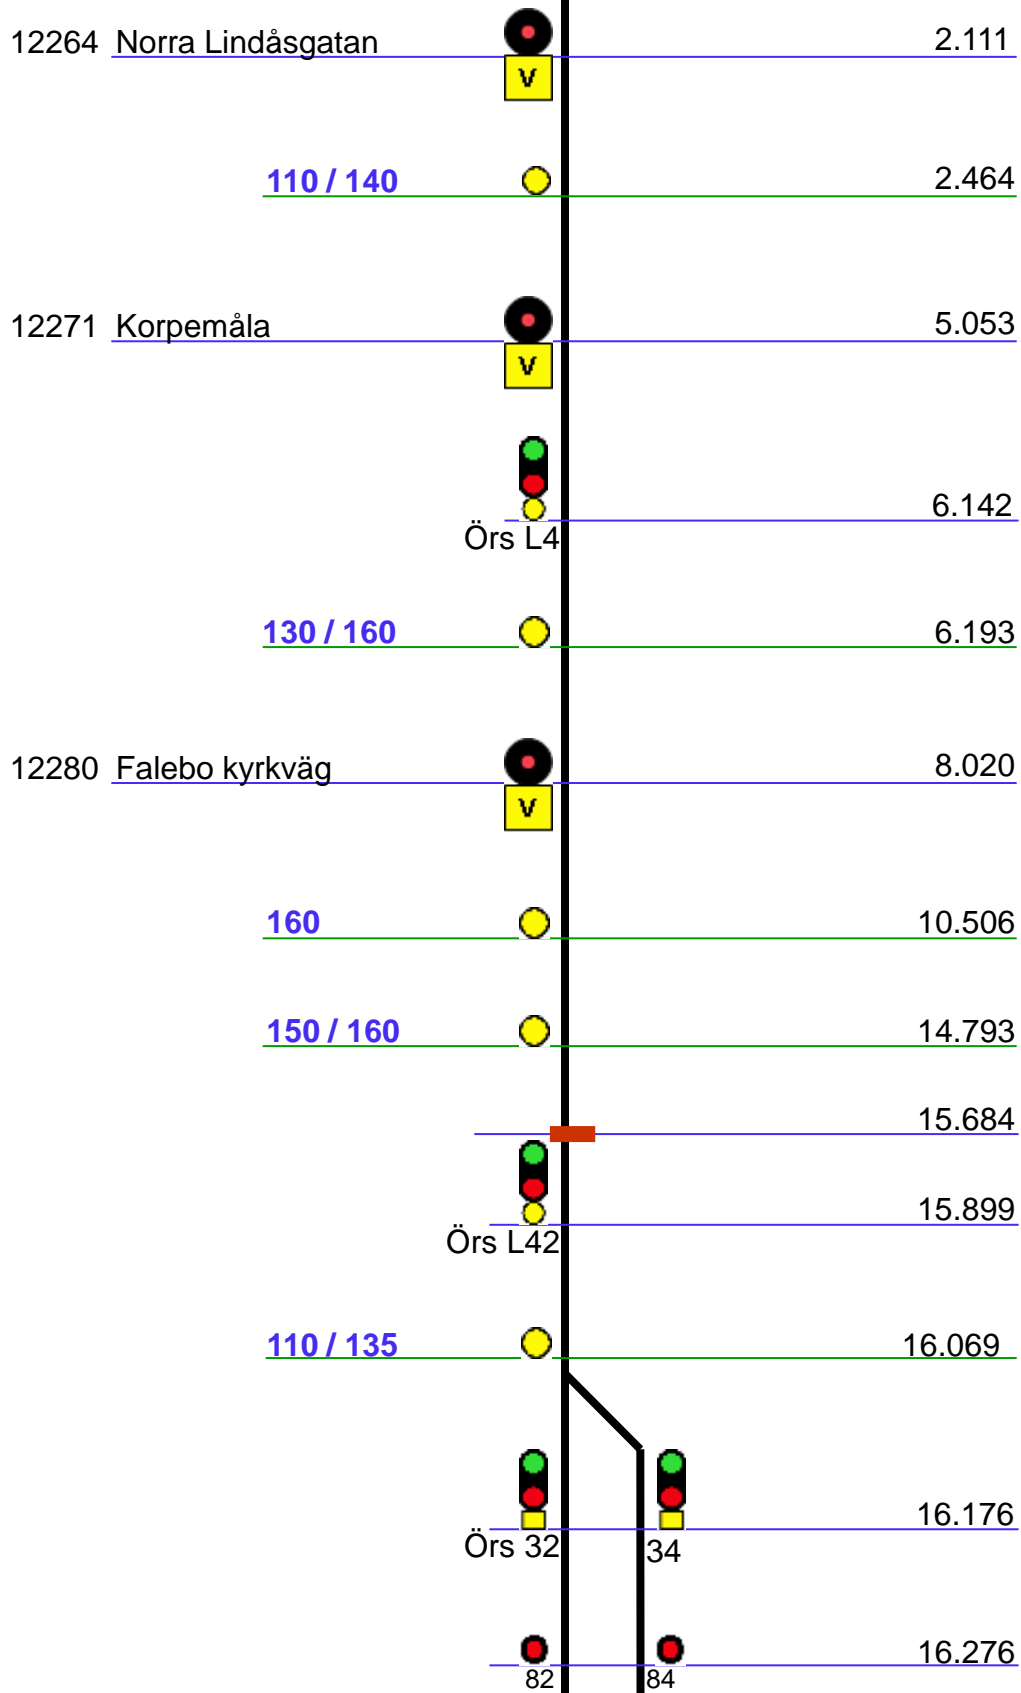 12264 Norra Lindåsgatan 2.111
V
110 / 140 2.464
12271 Korpemåla 5.053
V
6.142
Örs L4
130 / 160 6.193
12280 Falebo kyrkväg 8.020
V
160 10.506
150 / 160 14.793
15.684
15.899
Örs L42
110 / 135 16.069
16.176
Örs 32 34
16.276
82 84